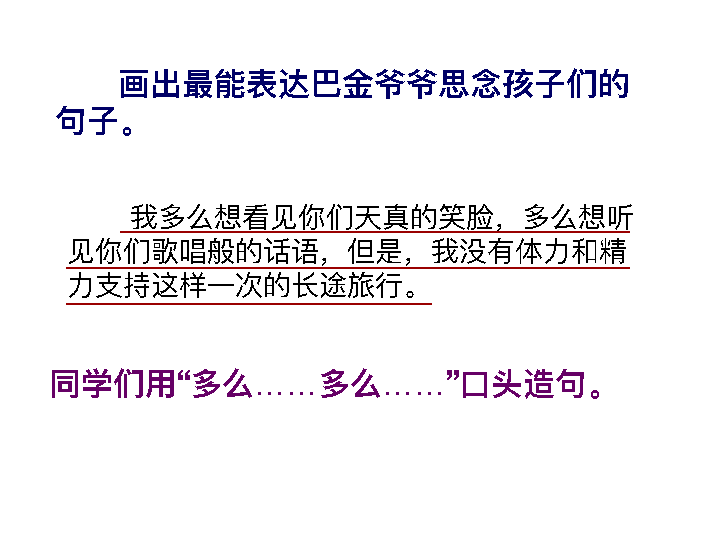 画出最能表达巴金爷爷思念孩子们的
句子。
我多么想看见你们天真的笑脸，多么想听
见你们歌唱般的话语，但是，我没有体力和精
力支持这样一次的长途旅行。
同学们用“多么……多么……”口头造句。